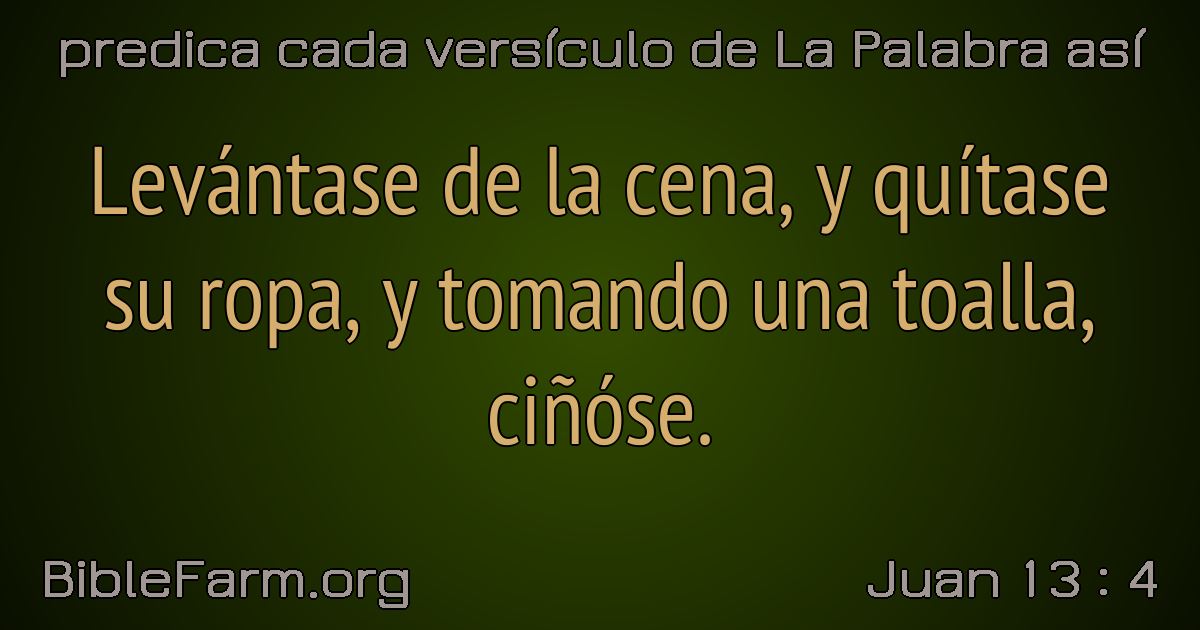 predica cada versículo de La Palabra así
Levántase de la cena, y quítase
su ropa, y tomando una toalla,
ciñóse.
BibleFarm.org
Juan 13 : 4